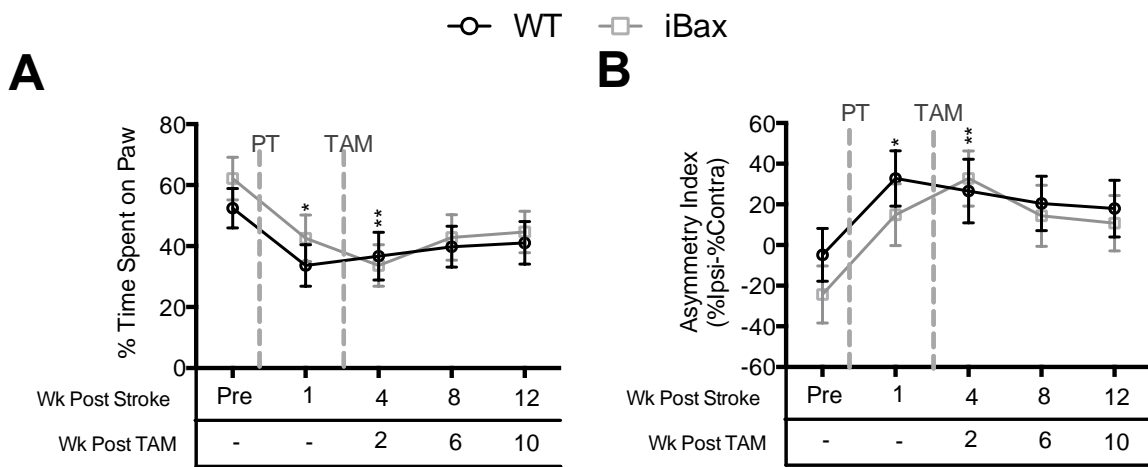 WT iBax
A
B
80
60
40
20
0
% Time Spent on Paw
PT TAM
*
**
Wk Post Stroke Pre 1 4 8 12
Wk Post TAM - - 2 6 10
60
40
20
0
-20
-40
-60
Asymmetry Index
(%Ipsi-%Contra)
PT TAM
*
**
Wk Post Stroke Pre 1 4 8 12
Wk Post TAM - - 2 6 10